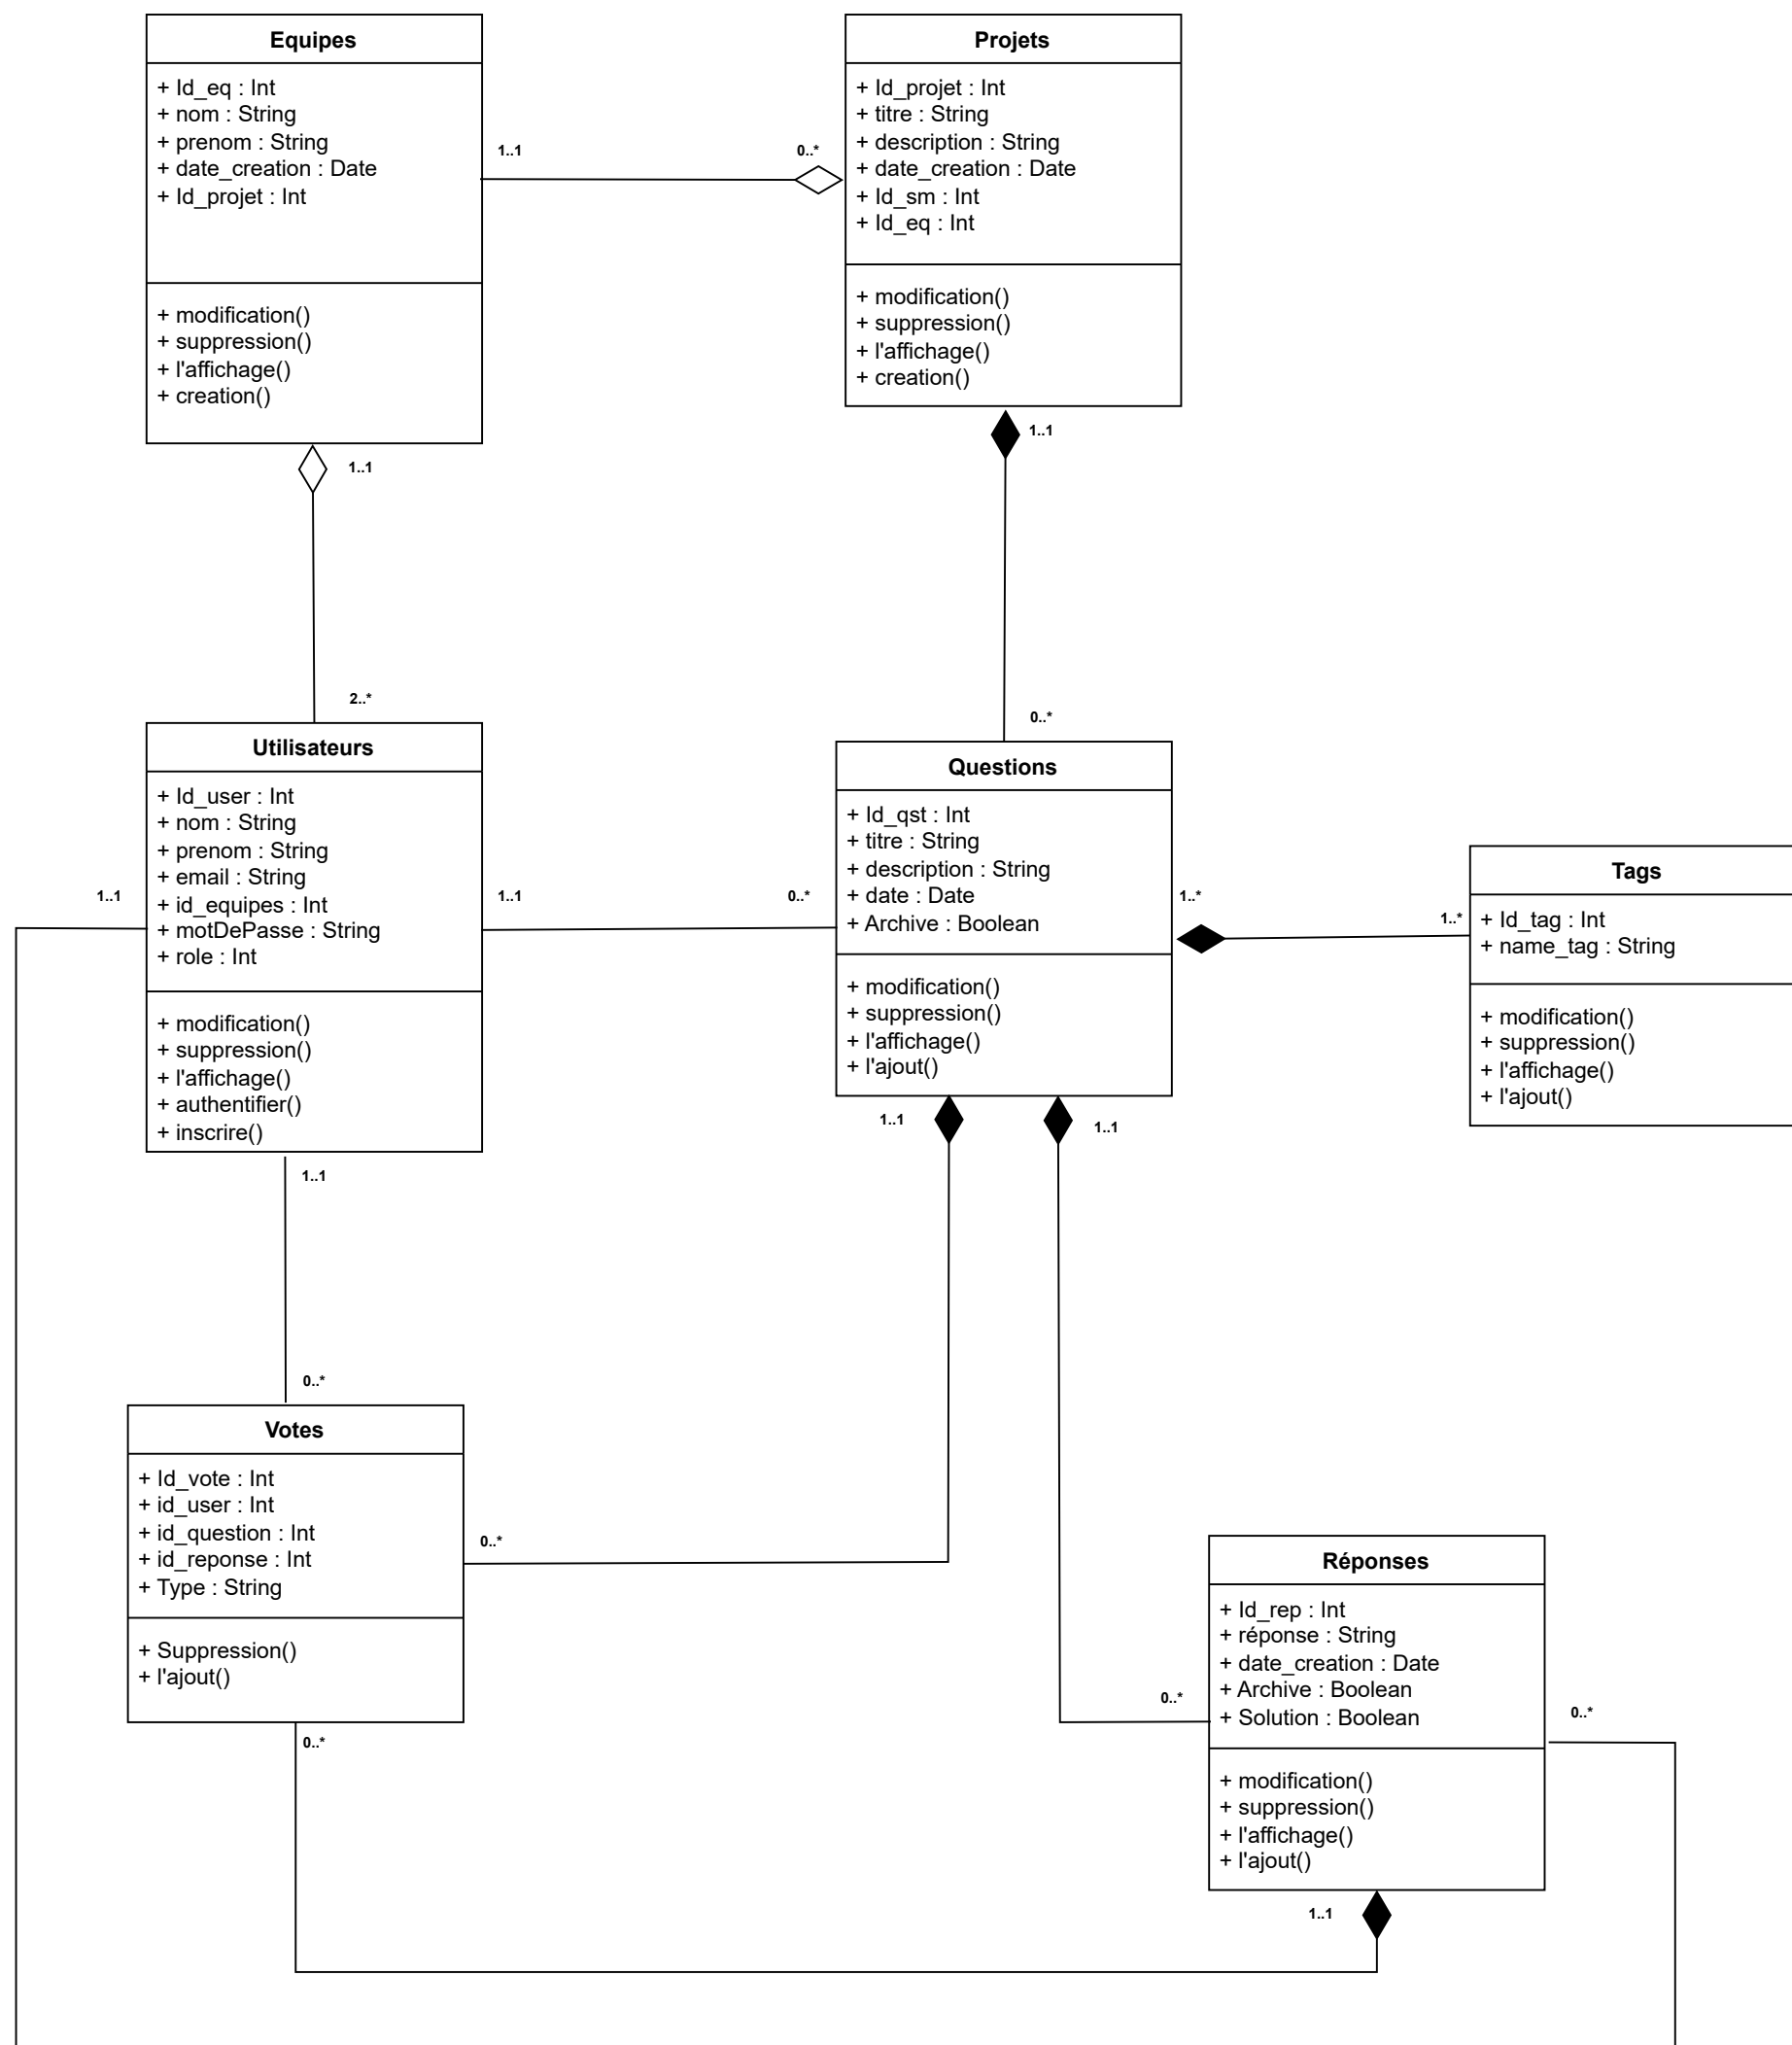 Equipes
+ Id_eq : Int
+ nom : String
+ prenom : String
+ date_creation : Date
+ Id_projet : Int
+ modification()
+ suppression()
+ l'affichage()
+ creation()
1..1
0..*
Projets
+ Id_projet : Int
+ titre : String
+ description : String
+ date_creation : Date
+ Id_sm : Int
+ Id_eq : Int
+ modification()
+ suppression()
+ l'affichage()
+ creation()
1..1
1..1
2..*
0..*
Utilisateurs
+ Id_user : Int
+ nom : String
+ prenom : String
+ email : String
+ id_equipes : Int
+ motDePasse : String
+ role : Int
+ modification()
+ suppression()
+ l'affichage()
+ authentifier()
+ inscrire()
1..1
1..1
0..*
Questions
+ Id_qst : Int
+ titre : String
+ description : String
+ date : Date
+ Archive : Boolean
+ modification()
+ suppression()
+ l'affichage()
+ l'ajout()
1..*
1..*
Tags
+ Id_tag : Int
+ name_tag : String
+ modification()
+ suppression()
+ l'affichage()
+ l'ajout()
1..1
1..1
1..1
0..*
Votes
+ Id_vote : Int
+ id_user : Int
+ id_question : Int
+ id_reponse : Int
+ Type : String
+ Suppression()
+ l'ajout()
0..*
0..*
Réponses
+ Id_rep : Int
+ réponse : String
+ date_creation : Date
+ Archive : Boolean
+ Solution : Boolean
+ modification()
+ suppression()
+ l'affichage()
+ l'ajout()
0..*
0..*
1..1